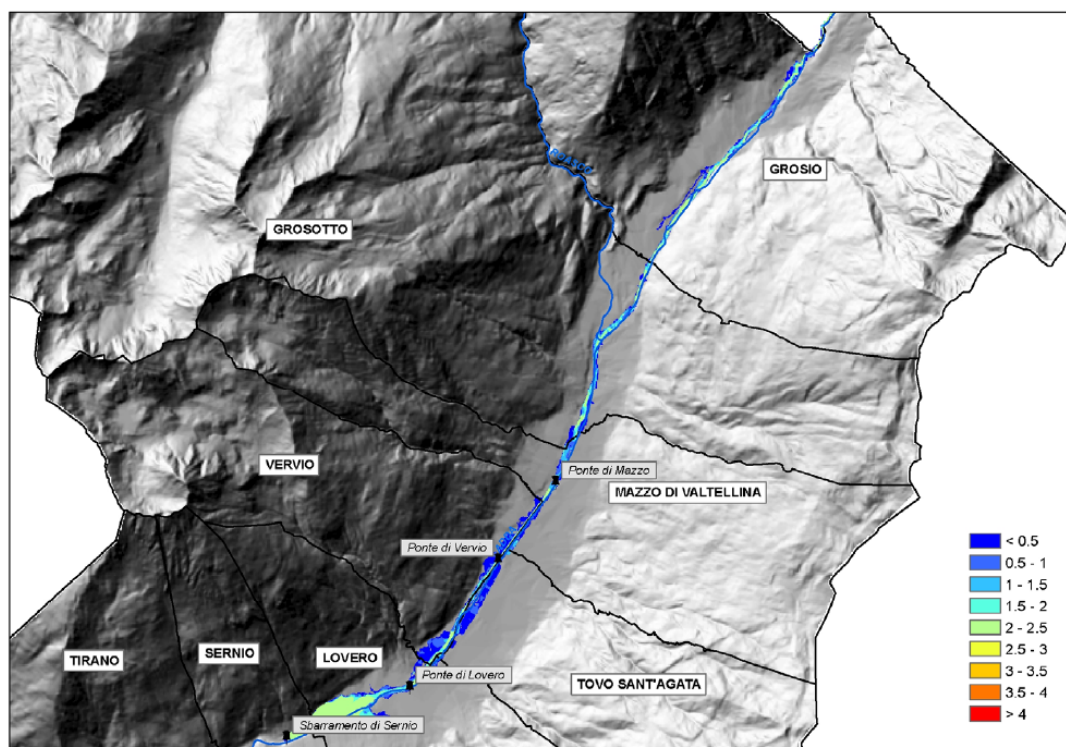 GROSIO
GROSOTTO
Ponte di Mazzo
VERVIO
MAZZO DI VALTELLINA
Ponte di Vervio
TIRANO
SERNIO
LOVERO
Ponte di Lovero
TOVO SANT'AGATA
Sbarramento di Sernio
< 0.5
0.5 - 1
1 - 1.5
1.5 - 2
2 - 2.5
2.5 - 3
3 - 3.5
3.5 - 4
> 4